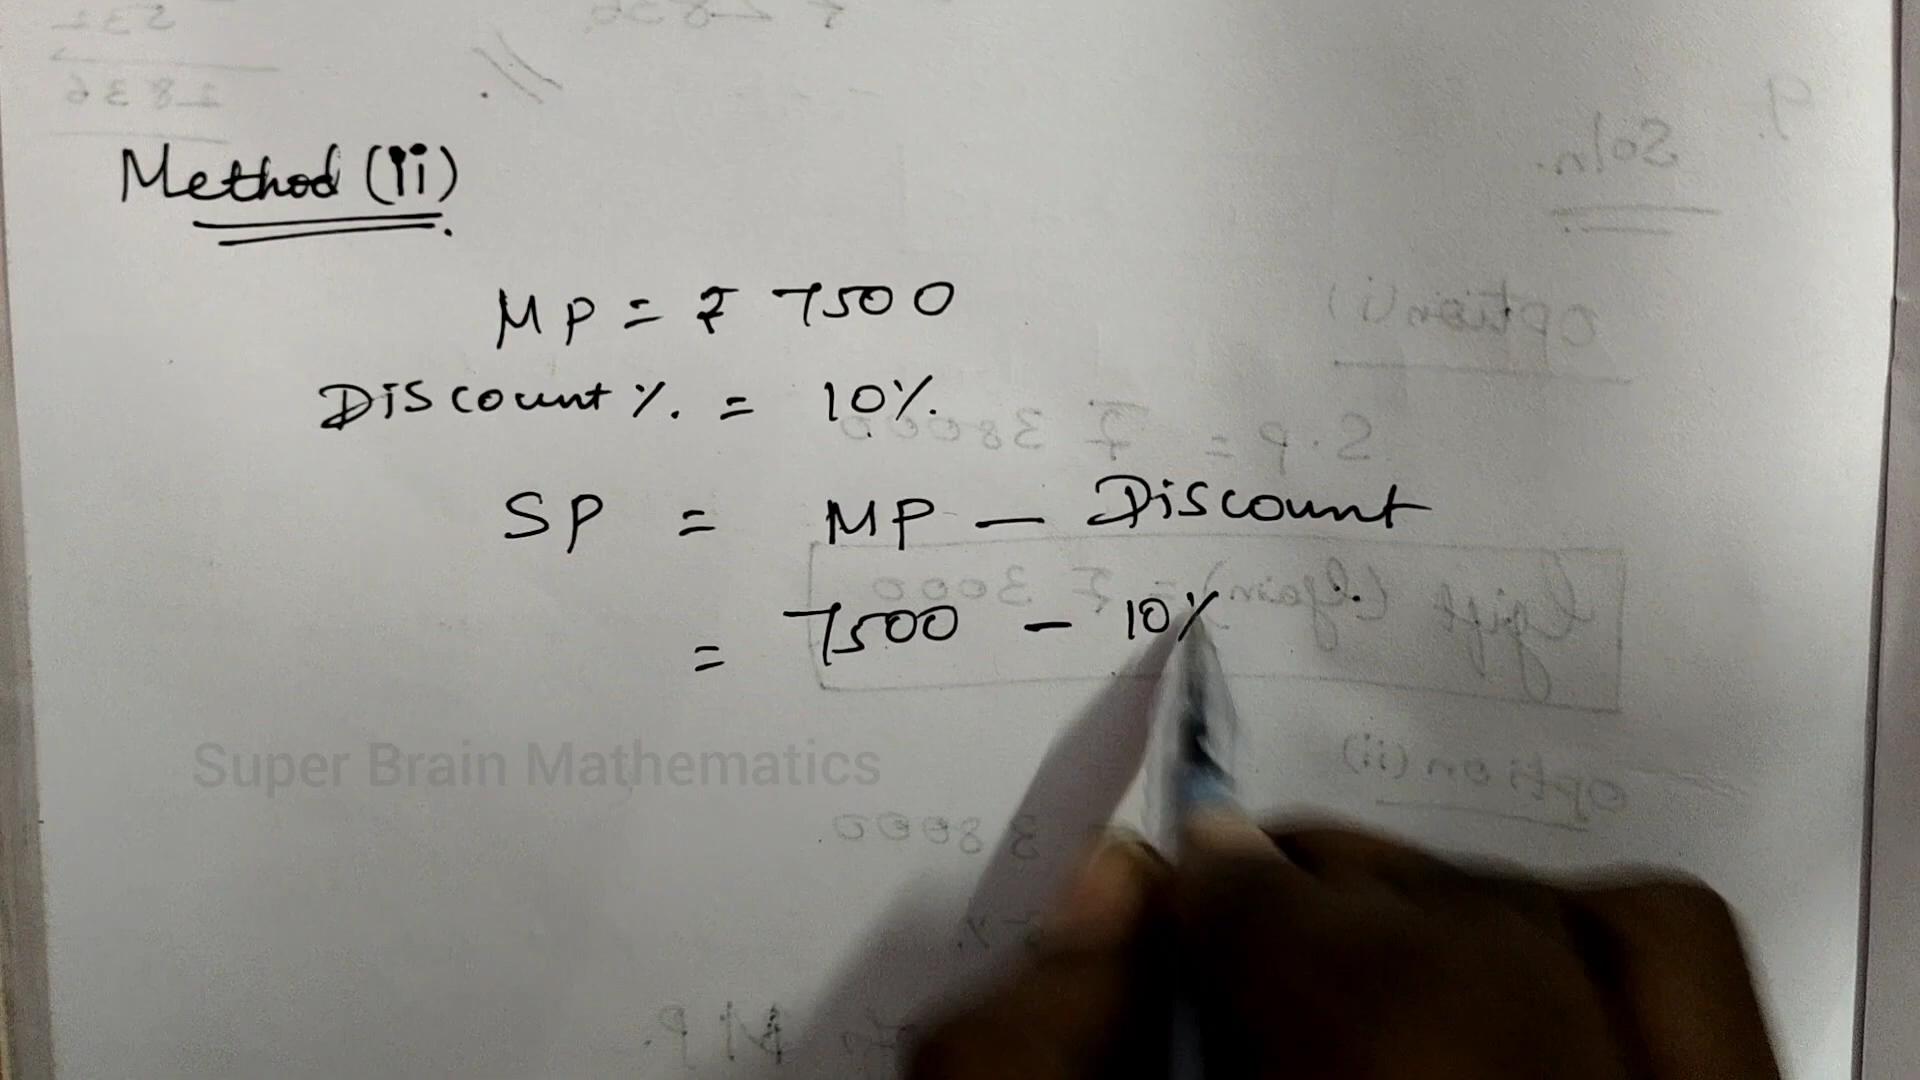 Method (ii)
MP = ₹ 7500
Discount % = 10%
SP = MP - Discount
= 7500 - 10%
Super Brain Mathematics